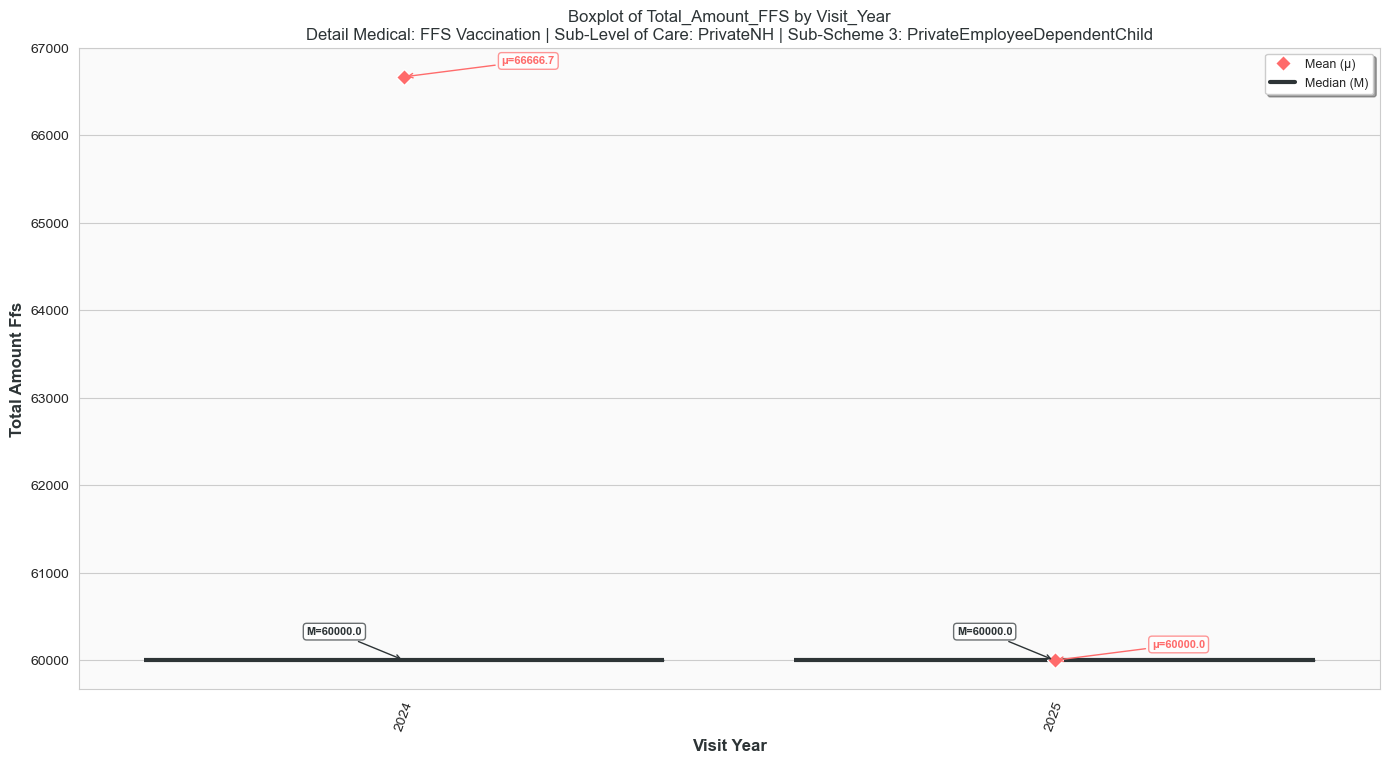 Boxplot of Total_Amount_FFS by Visit_Year
Detail Medical: FFS Vaccination | Sub-Level of Care: PrivateNH | Sub-Scheme 3: PrivateEmployeeDependentChild
67000
66000
65000
64000
63000
62000
61000
60000
Total Amount Ffs
μ=66666.7
Mean (μ)
Median (M)
M=60000.0
M=60000.0
μ=60000.0
2024
2025
Visit Year